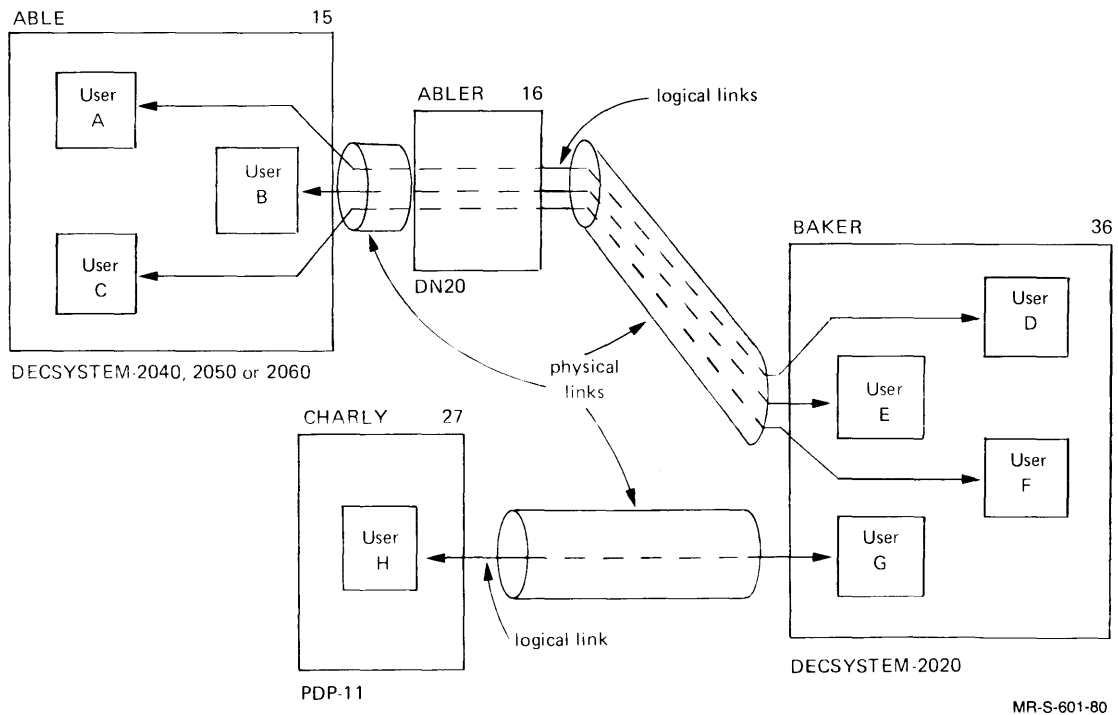 ABLE 15
User
A
User
B
User
C
DECSYSTEM-2040, 2050 or 2060
ABLER 16
DN20
logical links
BAKER 36
User
D
User
E
User
F
User
G
DECSYSTEM-2020
physical
links
CHARLY 27
User
H
PDP-11
logical link
MR-S-601-80